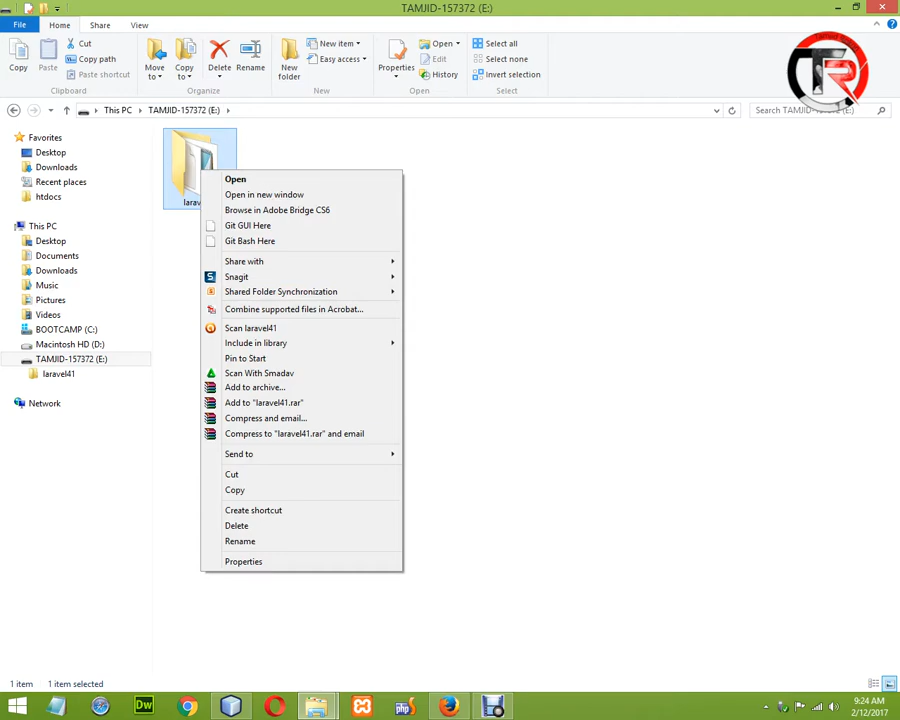 TAMJID-157372 (E:)
File
Home
Share
View
Copy
Paste
Cut
Copy path
Paste shortcut
Clipboard
Move to
Copy to
Delete
Rename
Organize
New folder
New item
Easy access
New
Properties
Open
Edit
History
Open
Select all
Select none
Invert selection
Select
TR
This PC
TAMJID-157372 (E:)
Search TAMJID-157372 (E:)
Favorites
Desktop
Downloads
Recent places
htdocs
This PC
Desktop
Documents
Downloads
Music
Pictures
Videos
BOOTCAMP (C:)
Macintosh HD (D:)
TAMJID-157372 (E:)
laravel41
Network
larav
Open
Open in new window
Browse in Adobe Bridge CS6
Git GUI Here
Git Bash Here
Share with
Snagit
Shared Folder Synchronization
Combine supported files in Acrobat...
Scan laravel41
Include in library
Pin to Start
Scan With Smadav
Add to archive...
Add to "laravel41.rar"
Compress and email...
Compress to "laravel41.rar" and email
Send to
Cut
Copy
Create shortcut
Delete
Rename
Properties
1 item
1 item selected
Dw
php
9:24 AM
2/12/2017